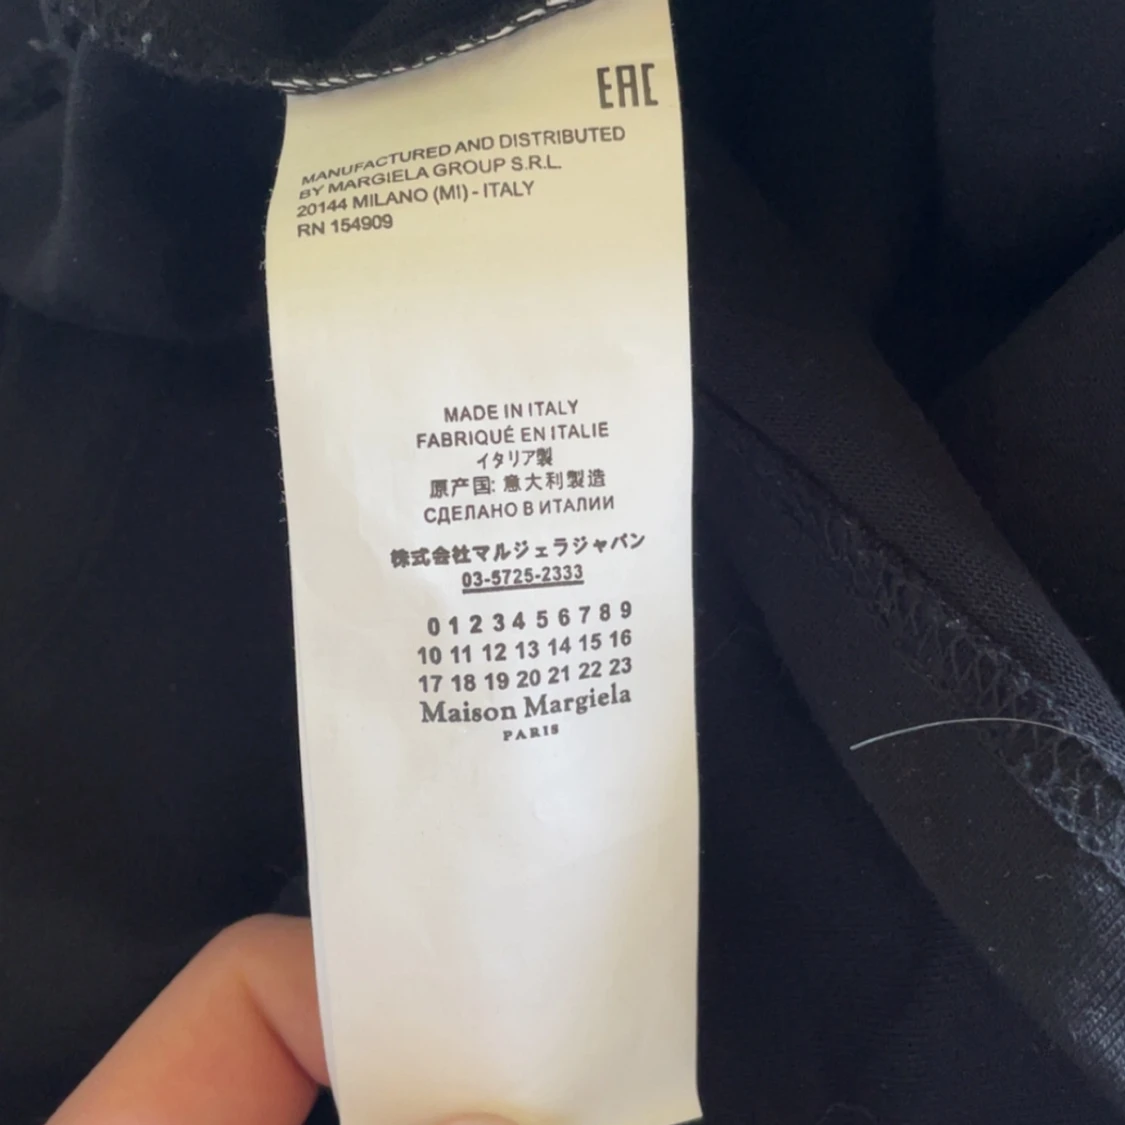 EAC
MANUFACTURED AND DISTRIBUTED
BY MARGIELA GROUP S.R.L.
20144 MILANO (MI) - ITALY
RN 154909
MADE IN ITALY
FABRIQUÉ EN ITALIE
イタリア製
原产国: 意大利製造
СДЕЛАНО В ИТАЛИИ
株式会社マルジェラジャパン
03-5725-2333
0 1 2 3 4 5 6 7 8 9
10 11 12 13 14 15 16
17 18 19 20 21 22 23
Maison Margiela
PARIS